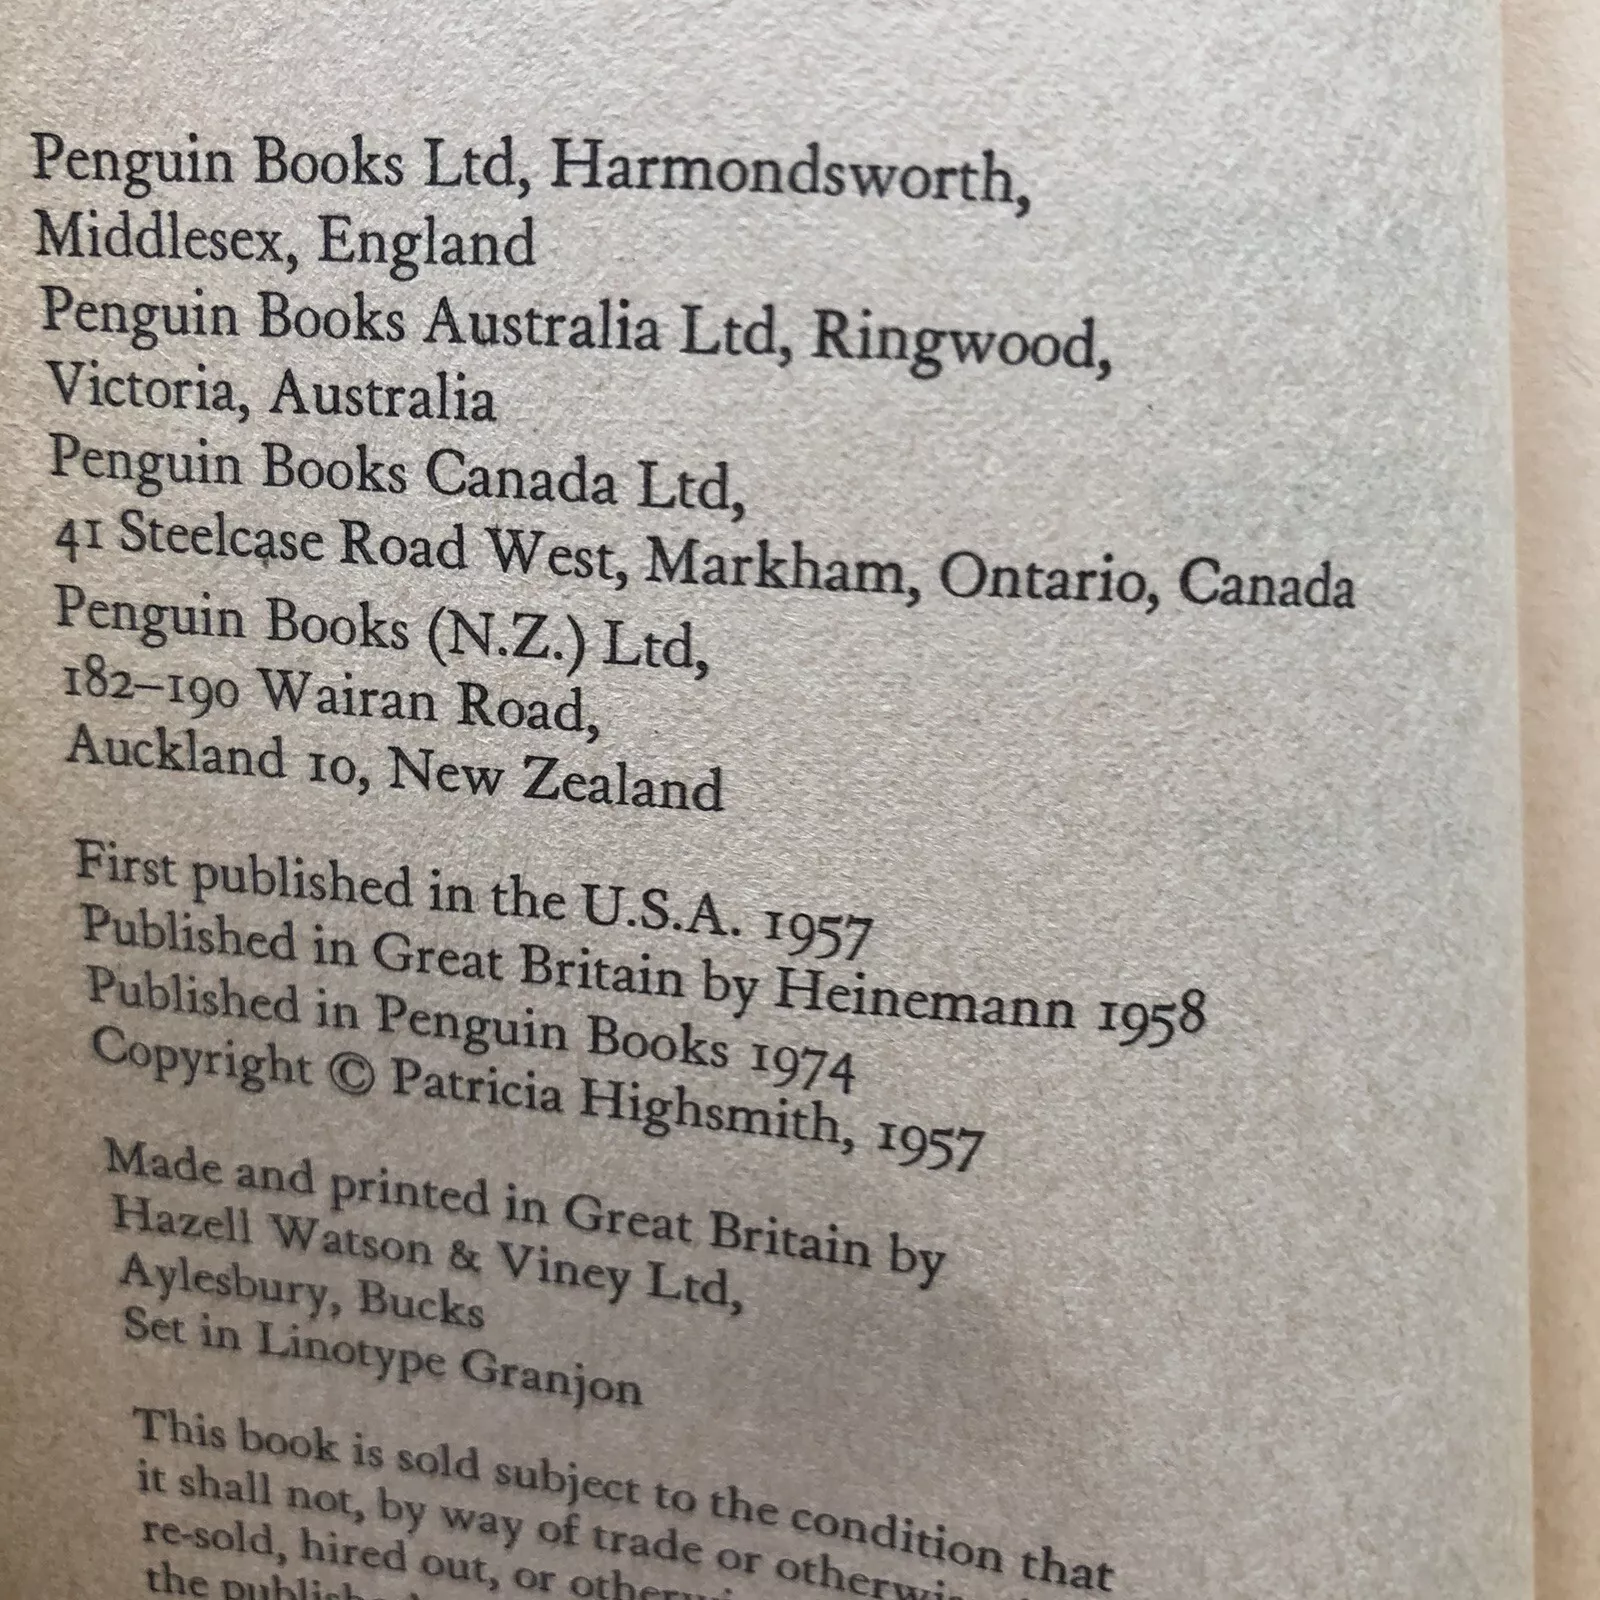 Penguin Books Ltd, Harmondsworth,
Middlesex, England
Penguin Books Australia Ltd, Ringwood,
Victoria, Australia
Penguin Books Canada Ltd,
41 Steelcase Road West, Markham, Ontario, Canada
Penguin Books (N.Z.) Ltd,
182–190 Wairan Road,
Auckland 10, New Zealand
First published in the U.S.A. 1957
Published in Great Britain by Heinemann 1958
Published in Penguin Books 1974
Copyright © Patricia Highsmith, 1957
Made and printed in Great Britain by
Hazell Watson & Viney Ltd,
Aylesbury, Bucks
Set in Linotype Granjon
This book is sold subject to the condition that
it shall not, by way of trade or
re-sold, hired out, or
the